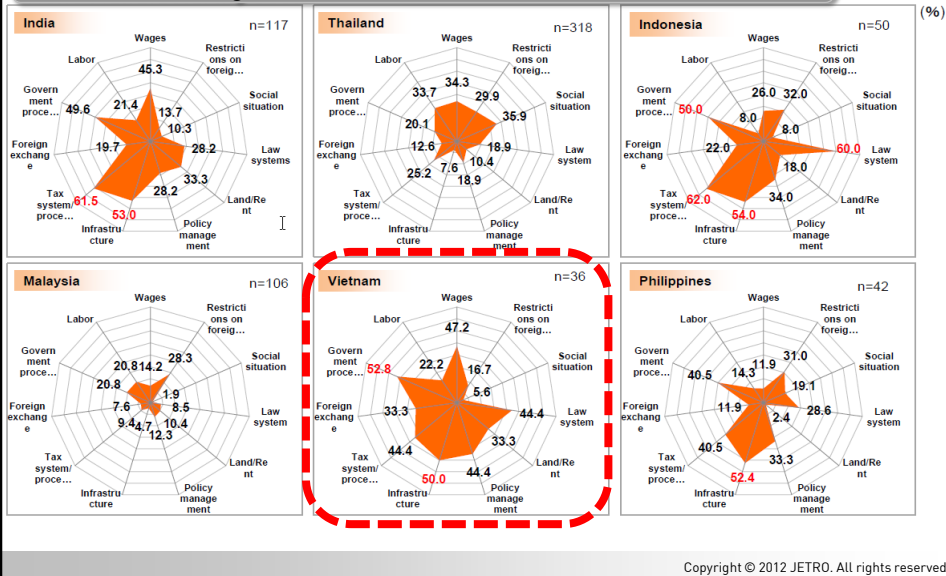 (%)
India
n=117
Wages
Restricti
ons on
foreig...
Social
situation
Law
systems
Land/Re
nt
Policy
manage
ment
Infrastru
cture
Tax
system/
proce...
Foreign
exchang
e
Govern
ment
proce...
Labor
45.3
13.7
10.3
28.2
33.3
28.2
53.0
61.5
19.7
49.6
21.4
Thailand
n=318
Wages
Restricti
ons on
foreig...
Social
situation
Law
system
Land/Re
nt
Policy
manage
ment
Infrastru
cture
Tax
system/
proce...
Foreign
exchang
e
Govern
ment
proce...
Labor
34.3
29.9
35.9
18.9
10.4
18.9
7.6
25.2
12.6
20.1
33.7
Indonesia
n=50
Wages
Restricti
ons on
foreig...
Social
situation
Law
system
Land/Re
nt
Policy
manage
ment
Infrastru
cture
Tax
system/
proce...
Foreign
exchang
e
Govern
ment
proce...
Labor
26.0
32.0
8.0
60.0
18.0
34.0
54.0
62.0
22.0
50.0
8.0
Malaysia
n=106
Wages
Restricti
ons on
foreig...
Social
situation
Law
system
Land/Re
nt
Policy
manage
ment
Infrastru
cture
Tax
system/
proce...
Foreign
exchang
e
Govern
ment
proce...
Labor
14.2
28.3
1.9
8.5
10.4
12.3
4.7
9.4
7.6
20.8
20.8
Vietnam
n=36
Wages
Restricti
ons on
foreig...
Social
situation
Law
system
Land/Re
nt
Policy
manage
ment
Infrastru
cture
Tax
system/
proce...
Foreign
exchang
e
Govern
ment
proce...
Labor
47.2
16.7
5.6
44.4
33.3
44.4
50.0
44.4
33.3
52.8
22.2
Philippines
n=42
Wages
Restricti
ons on
foreig...
Social
situation
Law
system
Land/Re
nt
Policy
manage
ment
Infrastru
cture
Tax
system/
proce...
Foreign
exchang
e
Govern
ment
proce...
Labor
11.9
31.0
19.1
28.6
2.4
33.3
52.4
40.5
11.9
40.5
14.3
Copyright © 2012 JETRO. All rights reserved